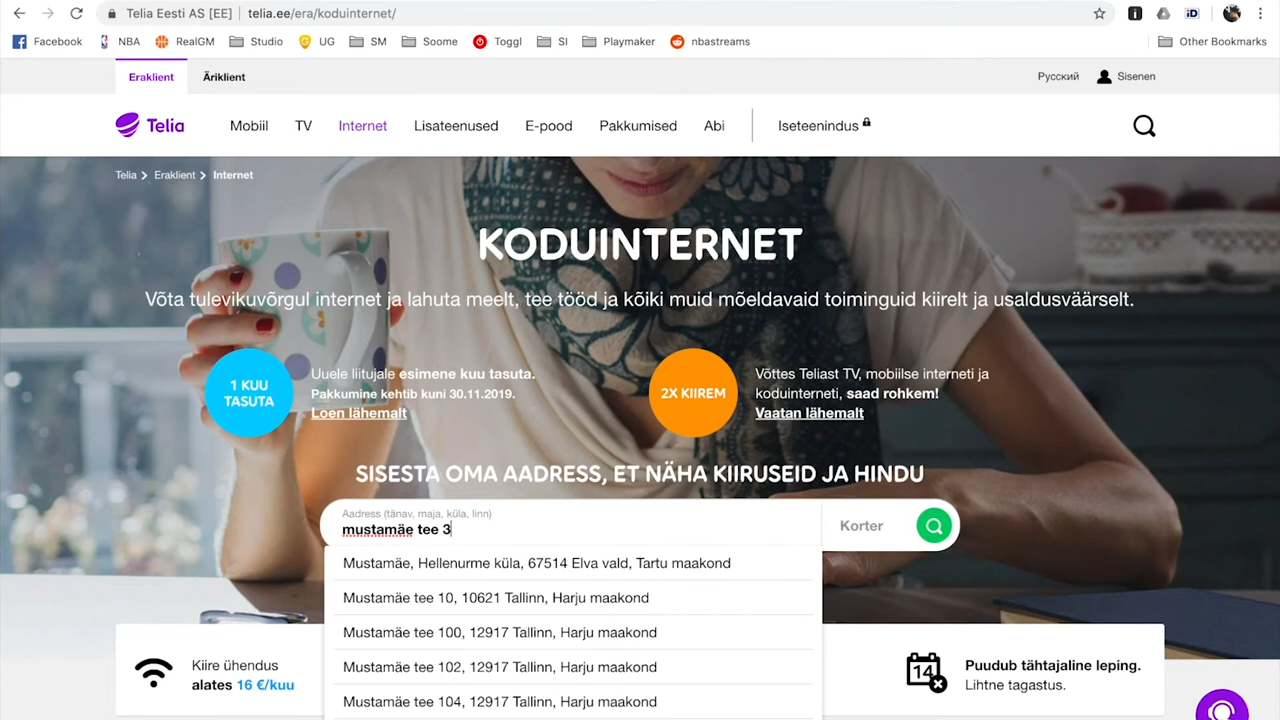 Telia Eesti AS [EE] | telia.ee/era/koduinternet/
Facebook NBA RealGM Studio UG SM Soome Toggl SI Playmaker nbastreams Other Bookmarks
Eraklient Äriklient Русский Sisenen
Telia Mobiil TV Internet Lisateenused E-pood Pakkumised Abi Iseteenindus
Telia > Eraklient > Internet
KODUINTERNET
Võta tulevikuvõrgul internet ja lahuta meelt, tee tööd ja kõiki muid mõeldavaid toiminguid kiirelt ja usaldusväärselt.
1 KUU
TASUTA
Uuele liitujale esimene kuu tasuta.
Pakkumine kehtib kuni 30.11.2019.
Loen lähemalt
2X KIIREM
Võttes Teliast TV, mobiilse interneti ja
koduinterneti, saad rohkem!
Vaatan lähemalt
SISESTA OMA AADRESS, ET NÄHA KIIRUSEID JA HINDU
Aadress (tänav, maja, küla, linn)
mustamäe tee 3
Korter
Mustamäe, Hellenurme küla, 67514 Elva vald, Tartu maakond
Mustamäe tee 10, 10621 Tallinn, Harju maakond
Mustamäe tee 100, 12917 Tallinn, Harju maakond
Mustamäe tee 102, 12917 Tallinn, Harju maakond
Mustamäe tee 104, 12917 Tallinn, Harju maakond
Kiire ühendus
alates 16 €/kuu
14
Puudub tähtajaline leping.
Lihtne tagastus.